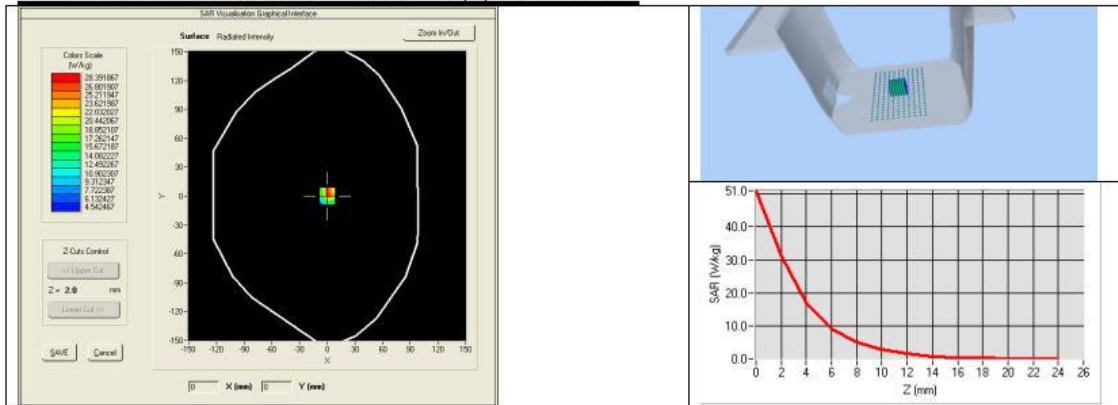 SAR Visualisation Graphical Interface
Surface Radiated Intensity
Zoom In/Out
Colors Scale
(W/kg)
28.391867
26.801907
25.211947
23.621987
22.032027
20.442067
18.852107
17.262147
15.672187
14.082227
12.492267
10.902307
9.312347
7.722387
6.132427
4.542467
Z-Cuts Control
<< Upper Cut
Z = 2.0 mm
Lower Cut >>
SAVE Cancel
150
120
90
60
30
0
-30
-60
-90
-120
-150
Y
-150 -120 -90 -60 -30 0 30 60 90 120 150
X
0 X (mm) 0 Y (mm)
51.0
40.0
30.0
20.0
10.0
0.0
SAR (W/kg)
0 2 4 6 8 10 12 14 16 18 20 22 24 26
Z (mm)